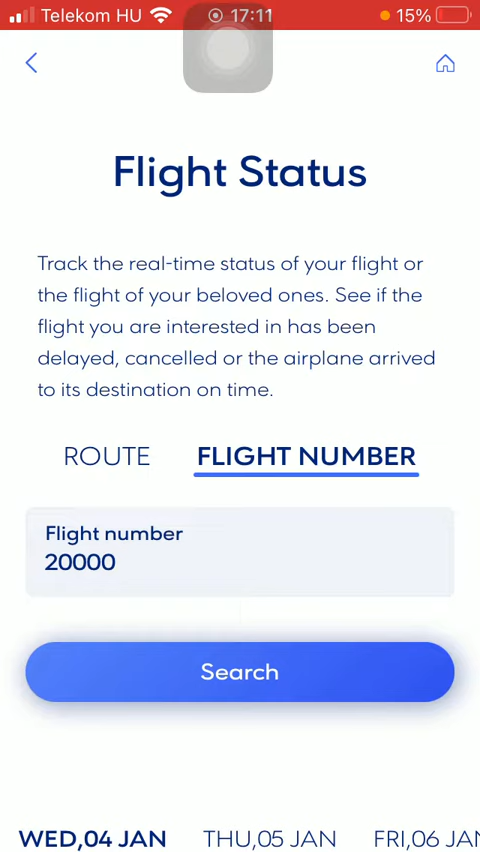 Telekom HU 17:11 15%
Flight Status
Track the real-time status of your flight or
the flight of your beloved ones. See if the
flight you are interested in has been
delayed, cancelled or the airplane arrived
to its destination on time.
ROUTE FLIGHT NUMBER
Flight number
20000
Search
WED,04 JAN THU,05 JAN FRI,06 JAN